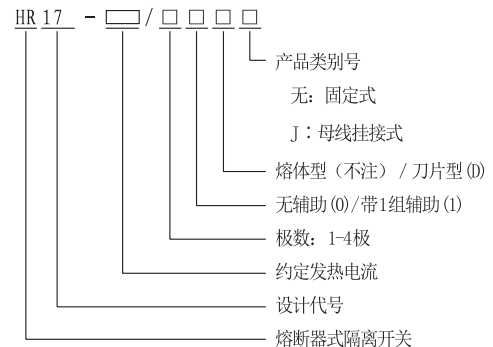 HR17-□/□□□□
产品类别号
无：固定式
J：母线挂接式
熔体型（不注）/刀片型(D)
无辅助(0)/带1组辅助(1)
极数：1-4极
约定发热电流
设计代号
熔断器式隔离开关